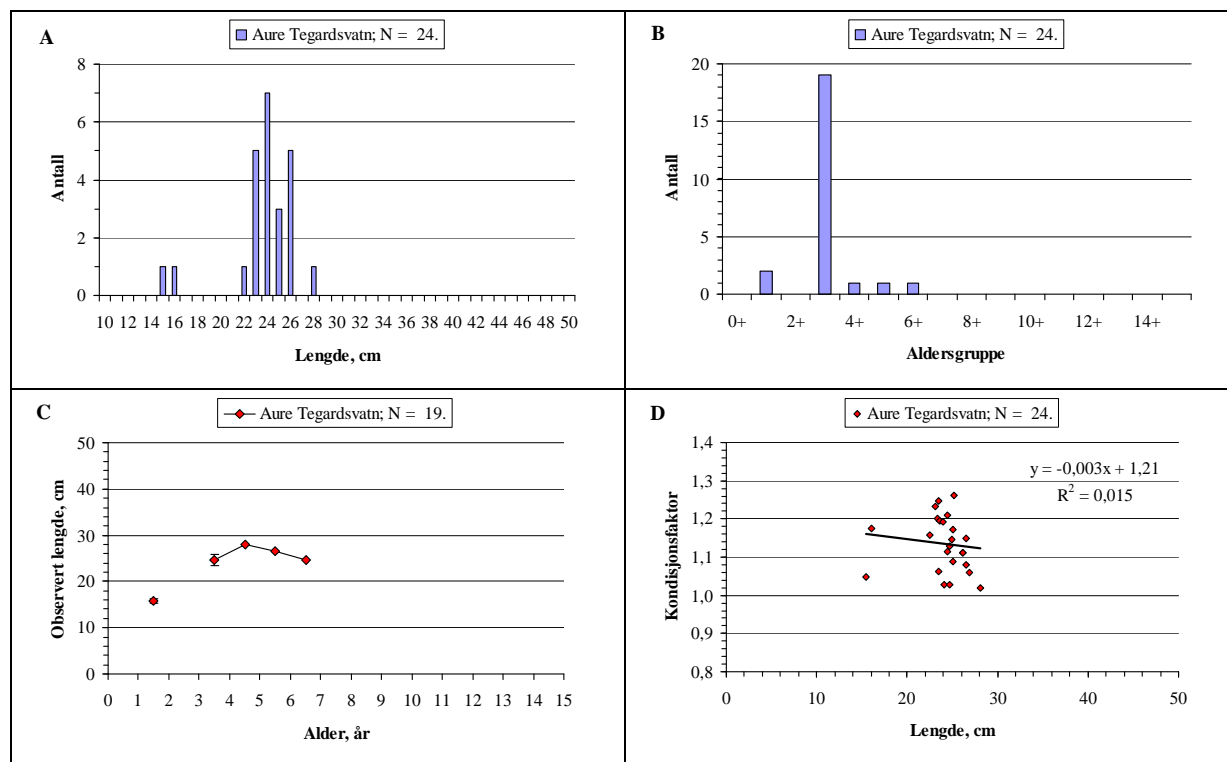 A
Aure Tegardsvatn; N = 24.
8
6
4
2
0
Antall
10 12 14 16 18 20 22 24 26 28 30 32 34 36 38 40 42 44 46 48 50
Lengde, cm
B
Aure Tegardsvatn; N = 24.
20
15
10
5
0
Antall
0+ 2+ 4+ 6+ 8+ 10+ 12+ 14+
Aldersgruppe
C
Aure Tegardsvatn; N = 19.
50
40
30
20
10
0
Observert lengde, cm
0 1 2 3 4 5 6 7 8 9 10 11 12 13 14 15
Alder, år
D
Aure Tegardsvatn; N = 24.
1,4
1,3
1,2
1,1
1,0
0,9
0,8
Kondisjonsfaktor
y = -0,003x + 1,21
R² = 0,015
0 10 20 30 40 50
Lengde, cm